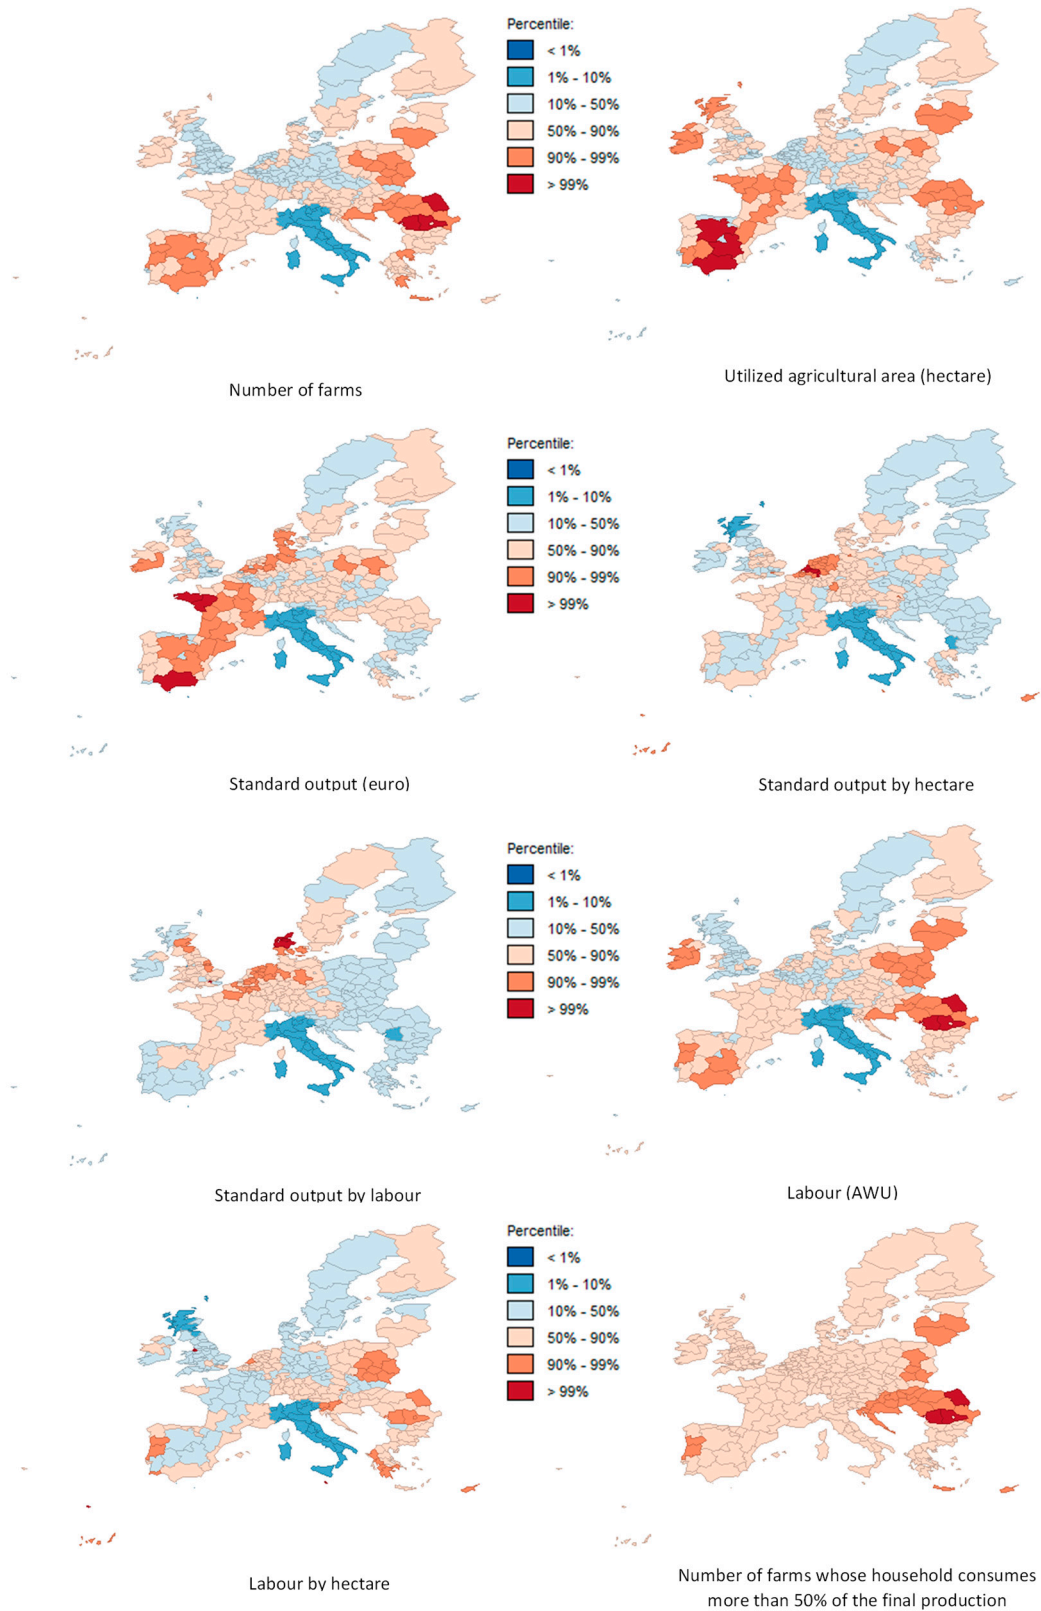 Percentile:
< 1%
1% - 10%
10% - 50%
50% - 90%
90% - 99%
> 99%
Number of farms
Utilized agricultural area (hectare)
Percentile:
< 1%
1% - 10%
10% - 50%
50% - 90%
90% - 99%
> 99%
Standard output (euro)
Standard output by hectare
Percentile:
< 1%
1% - 10%
10% - 50%
50% - 90%
90% - 99%
> 99%
Standard output by labour
Labour (AWU)
Percentile:
< 1%
1% - 10%
10% - 50%
50% - 90%
90% - 99%
> 99%
Labour by hectare
Number of farms whose household consumes
more than 50% of the final production